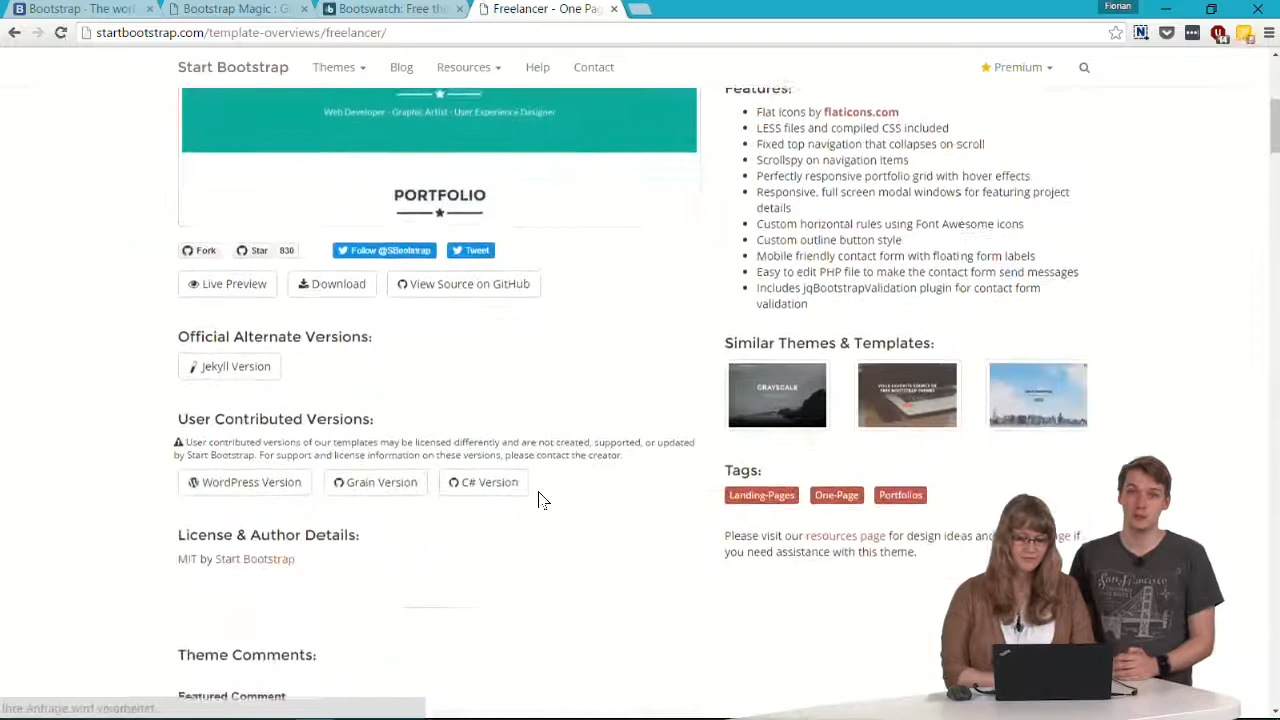 Bootstrap - The worl
Bootstrap Magic : G
Bootswatch: Free the
Freelancer - One Pag
Florian
startbootstrap.com/template-overviews/freelancer/
14
Start Bootstrap
Themes
Blog
Resources
Help
Contact
Premium
Web Developer - Graphic Artist - User Experience Designer
PORTFOLIO
Fork
Star
830
Follow @SBootstrap
Tweet
Live Preview
Download
View Source on GitHub
Official Alternate Versions:
Jekyll Version
User Contributed Versions:
User contributed versions of our templates may be licensed differently and are not created, supported, or updated
by Start Bootstrap. For support and license information on these versions, please contact the creator.
WordPress Version
Grain Version
C# Version
License & Author Details:
MIT by Start Bootstrap
Theme Comments:
Featured Comment
Ihre Anfrage wird verarbeitet.
Features:
Flat icons by flaticons.com
LESS files and compiled CSS included
Fixed top navigation that collapses on scroll
Scrollspy on navigation items
Perfectly responsive portfolio grid with hover effects
Responsive, full screen modal windows for featuring project
details
Custom horizontal rules using Font Awesome icons
Custom outline button style
Mobile friendly contact form with floating form labels
Easy to edit PHP file to make the contact form send messages
Includes jqBootstrapValidation plugin for contact form
validation
Similar Themes & Templates:
GRAYSCALE
Tags:
Landing-Pages
One-Page
Portfolios
Please visit our resources page for design ideas and if
you need assistance with this theme.
San Francisco